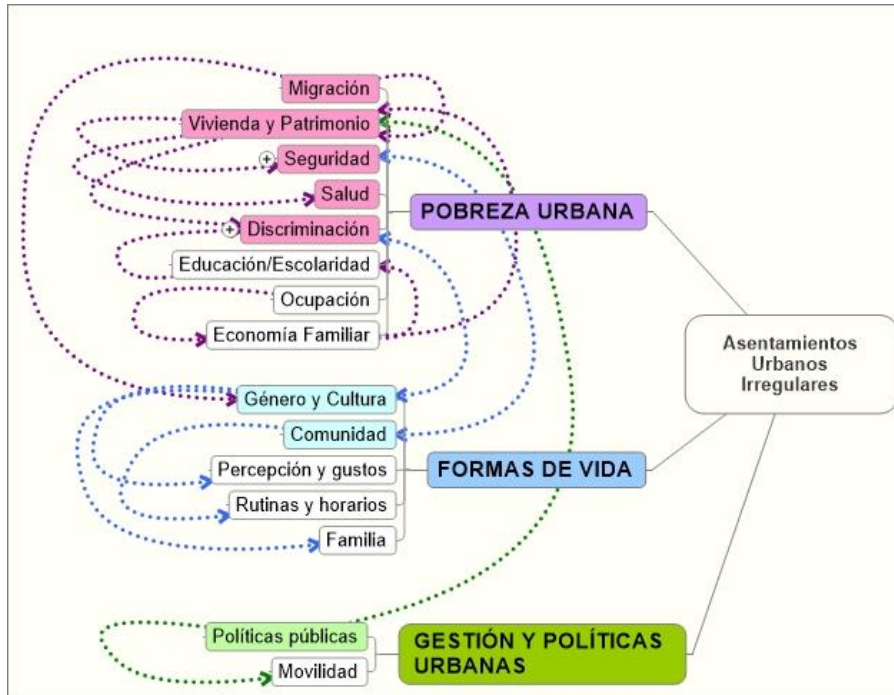 Migración
Vivienda y Patrimonio
Seguridad
Salud
Discriminación
Educación/Escolaridad
Ocupación
Economía Familiar
POBREZA URBANA
Asentamientos
Urbanos
Irregulares
Género y Cultura
Comunidad
Percepción y gustos
Rutinas y horarios
Familia
FORMAS DE VIDA
Políticas públicas
Movilidad
GESTIÓN Y POLÍTICAS
URBANAS